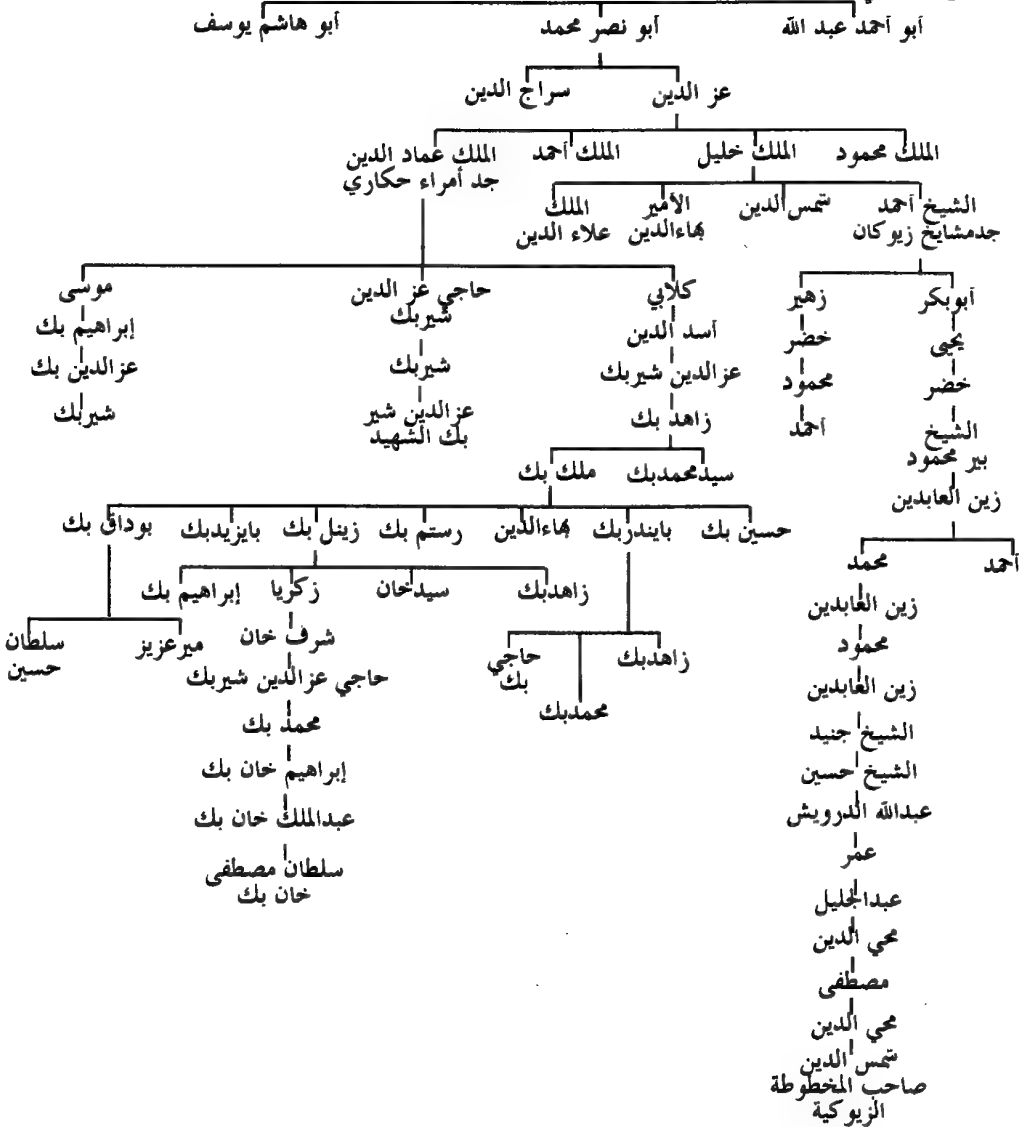 أبو أحمد عبد الله
أبو نصر محمد
أبو هاشم يوسف
عز الدين
سراج الدين
الملك محمود
الملك خليل
الملك أحمد
الملك عماد الدين
جد أمراء حكاري
الشيخ أحمد
جدمشايخ زيوكان
شمس الدين
الأمير
بهاءالدين
الملك
علاء الدين
أبوبكر
زهير
كلابي
حاجي عز الدين
شيربك
موسى
يحيى
خضر
أسد الدين
شيربك
إبراهيم بك
خضر
محمود
عزالدين شيربك
عزالدين شير
بك الشهيد
عزالدين بك
الشيخ
بير محمود
أحمد
زاهد بك
شيربك
زين العابدين
سيدمحمدبك
ملك بك
حسين بك
بايندربك
بهاءالدين
رستم بك
زينل بك
بايزيدبك
بوداق بك
أحمد
محمد
زاهدبك
سيدخان
زكريا
إبراهيم بك
زين العابدين
زاهدبك
محمدبك
حاجي
بك
شرف خان
ميرعزيز
سلطان
حسين
محمود
حاجي عزالدين شيربك
زين العابدين
محمد بك
الشيخ جنيد
إبراهيم خان بك
الشيخ حسين
عبدالملك خان بك
عبدالله الدرويش
سلطان مصطفى
خان بك
عمر
عبدالجليل
محي الدين
مصطفى
محي الدين
شمس الدين
صاحب المخطوطة
الزيوكية